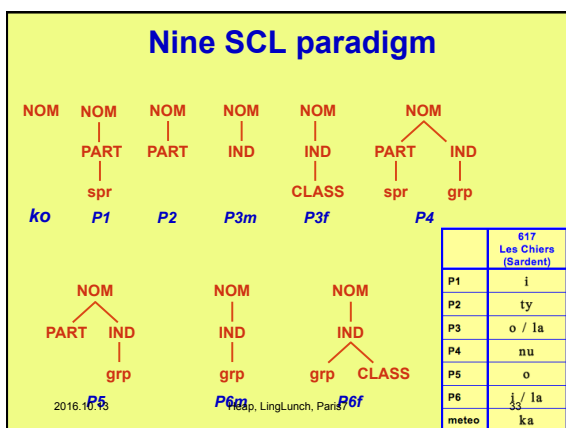 Nine SCL paradigm
NOM NOM NOM NOM NOM NOM
PART PART IND IND PART IND
spr CLASS spr grp
ko P1 P2 P3m P3f P4
617
Les Chiers
(Sardent)
P1 i
P2 ty
P3 o / la
P4 nu
P5 o
P6 i / la
meteo ka
NOM NOM NOM
PART IND IND IND
grp grp grp CLASS
P5 P6m P6f
2016.10.13 Heap, LingLunch, Paris7 33